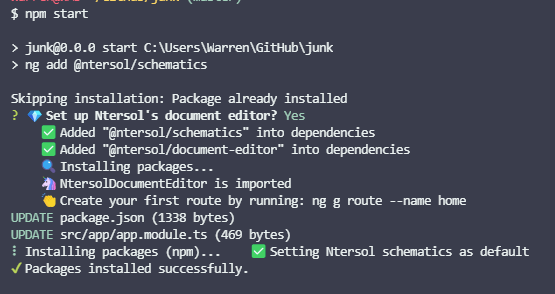 $ npm start
> junk@0.0.0 start C:\Users\Warren\GitHub\junk
> ng add @ntersol/schematics
Skipping installation: Package already installed
? 💎 Set up Ntersol's document editor? Yes
✅ Added "@ntersol/schematics" into dependencies
✅ Added "@ntersol/document-editor" into dependencies
🔍 Installing packages...
🦄 NtersolDocumentEditor is imported
👏 Create your first route by running: ng g route --name home
UPDATE package.json (1338 bytes)
UPDATE src/app/app.module.ts (469 bytes)
⠇ Installing packages (npm)... ✅ Setting Ntersol schematics as default
✓ Packages installed successfully.